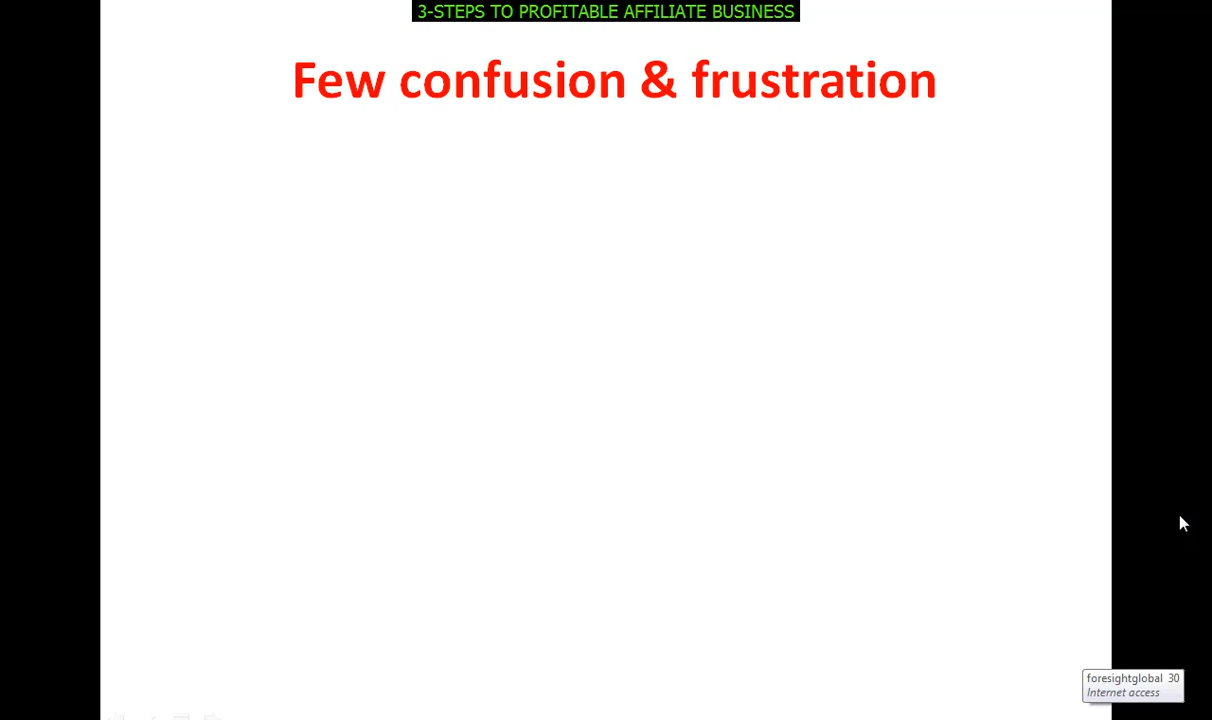 3-STEPS TO PROFITABLE AFFILIATE BUSINESS
Few confusion & frustration
foresightglobal 30
Internet access